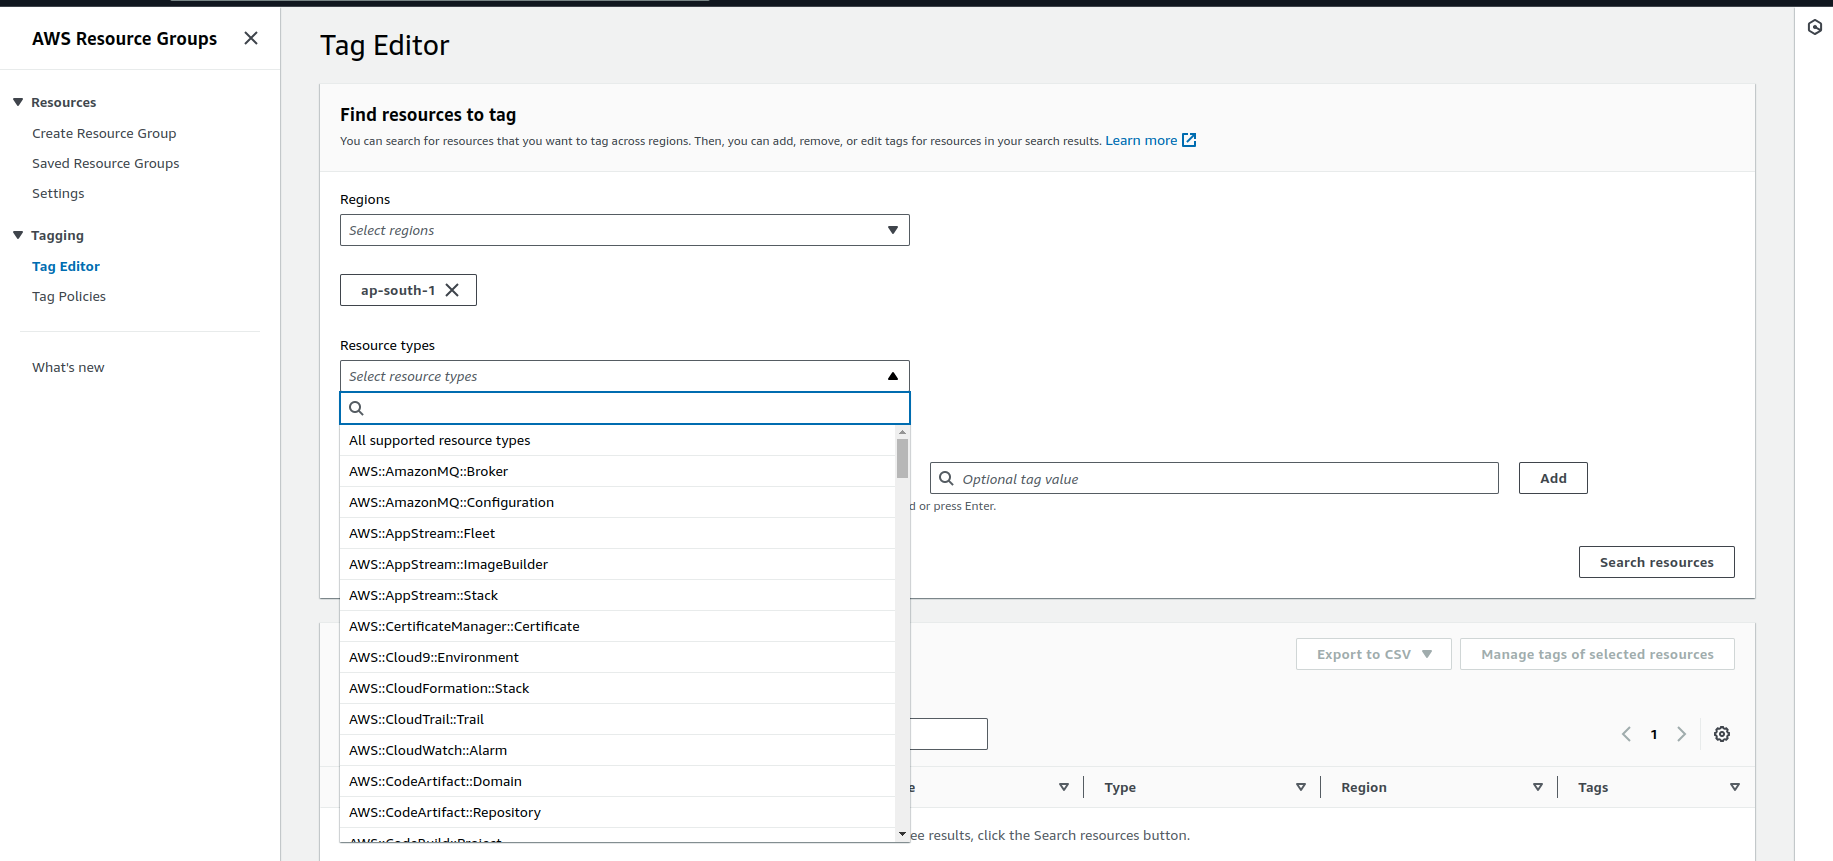 AWS Resource Groups
Resources
Create Resource Group
Saved Resource Groups
Settings
Tagging
Tag Editor
Tag Policies
What's new
Tag Editor
Find resources to tag
You can search for resources that you want to tag across regions. Then, you can add, remove, or edit tags for resources in your search results. Learn more
Regions
Select regions
ap-south-1
Resource types
Select resource types
All supported resource types
AWS::AmazonMQ::Broker
AWS::AmazonMQ::Configuration
AWS::AppStream::Fleet
AWS::AppStream::ImageBuilder
AWS::AppStream::Stack
AWS::CertificateManager::Certificate
AWS::Cloud9::Environment
AWS::CloudFormation::Stack
AWS::CloudTrail::Trail
AWS::CloudWatch::Alarm
AWS::CodeArtifact::Domain
AWS::CodeArtifact::Repository
AWS::CodeBuild::Project
Optional tag value
Add
d or press Enter.
Search resources
Export to CSV
Manage tags of selected resources
1
e Type Region Tags
ee results, click the Search resources button.